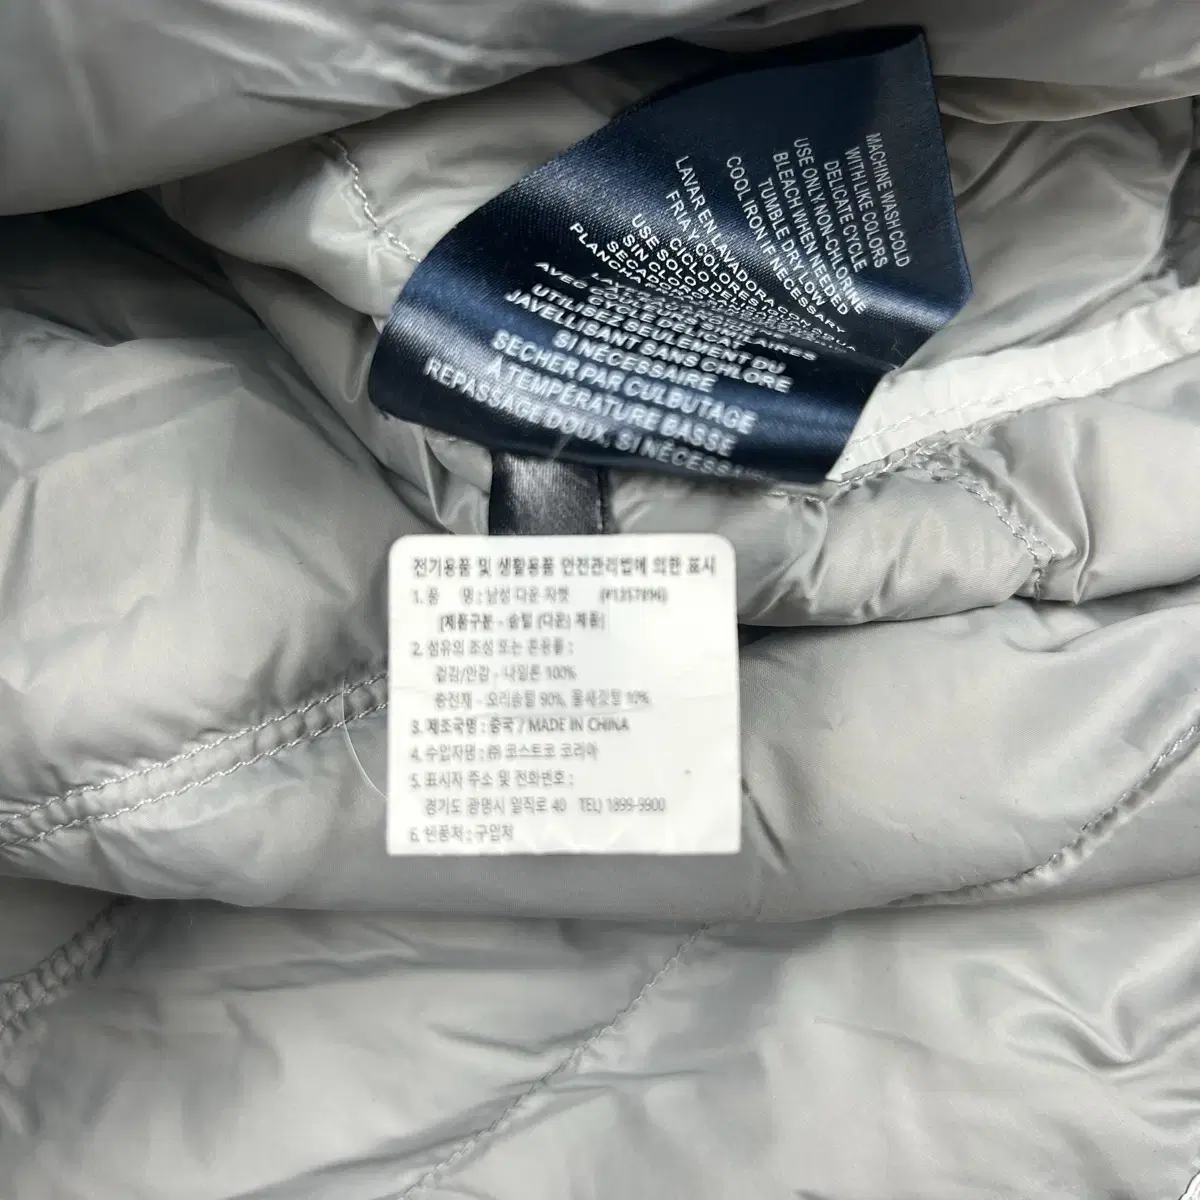 MACHINE WASH COLD
WITH LIKE COLORS
DELICATE CYCLE
USE ONLY NON-CHLORINE
BLEACH WHEN NEEDED
TUMBLE DRY LOW
COOL IRON IF NECESSARY
LAVAR EN LAVADORA CON AGUA
FRIA Y COLORES
CICLO DELICADO
USE SOLO BLANQUEADOR
SIN CLORO
UTILISEZ SEULEMENT DU
JAVELLISANT SANS CHLORE
SI NECESSAIRE
SECHER PAR CULBUTAGE
À TEMPÉRATURE BASSE
REPASSAGE DOUX, SI NÉCESSAIRE
전기용품 및 생활용품 안전관리법에 의한 표시
1. 품 명 : 남성 다운 자켓 (#1357896)
[제품구분 - 솜털 (다운) 제품]
2. 섬유의 조성 또는 혼용률 :
겉감/안감 - 나일론 100%
충전재 - 오리솜털 90%, 물새깃털 10%
3. 제조국명 : 중국 / MADE IN CHINA
4. 수입자명 : ㈜ 코스트코 코리아
5. 표시자 주소 및 전화번호 :
경기도 광명시 일직로 40 TEL) 1899-9900
6. 반품처 : 구입처